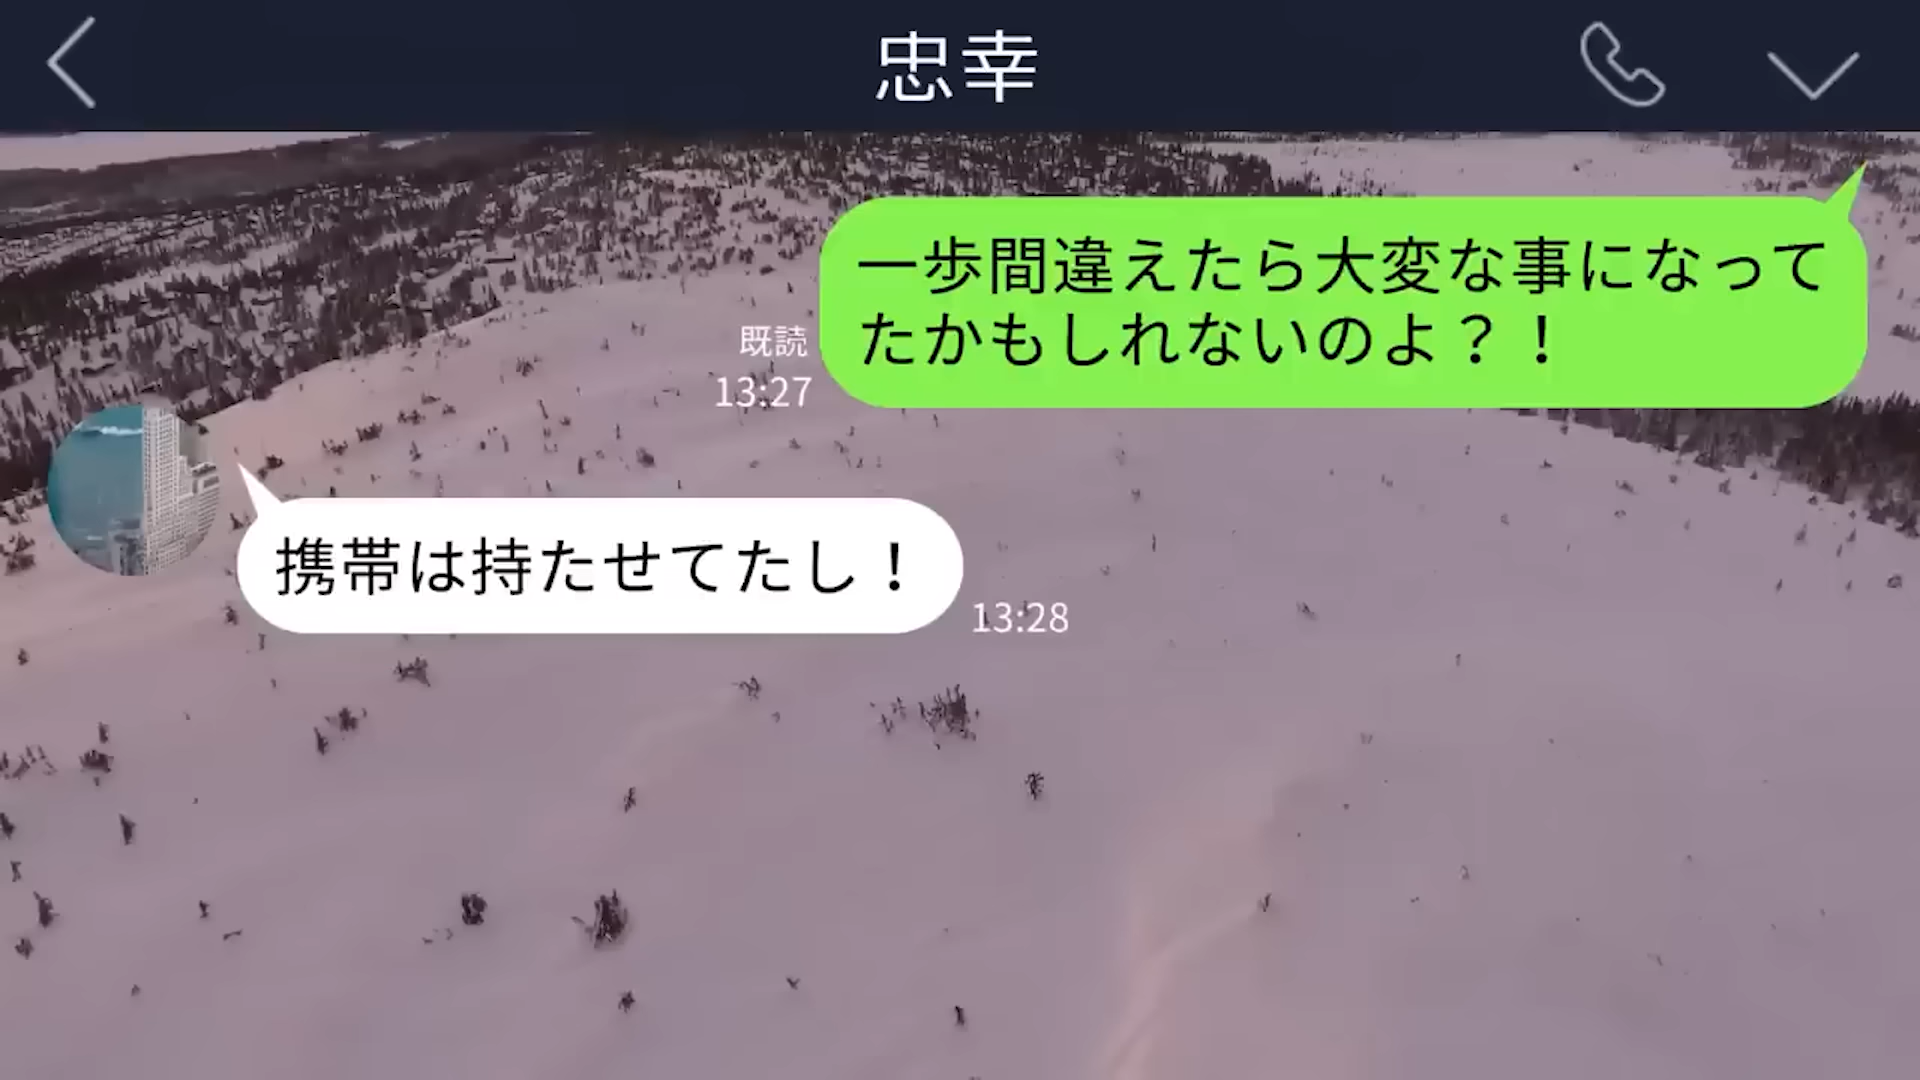 忠幸
一歩間違えたら大変な事になって
たかもしれないのよ？！
既読
13:27
携帯は持たせてたし！
13:28